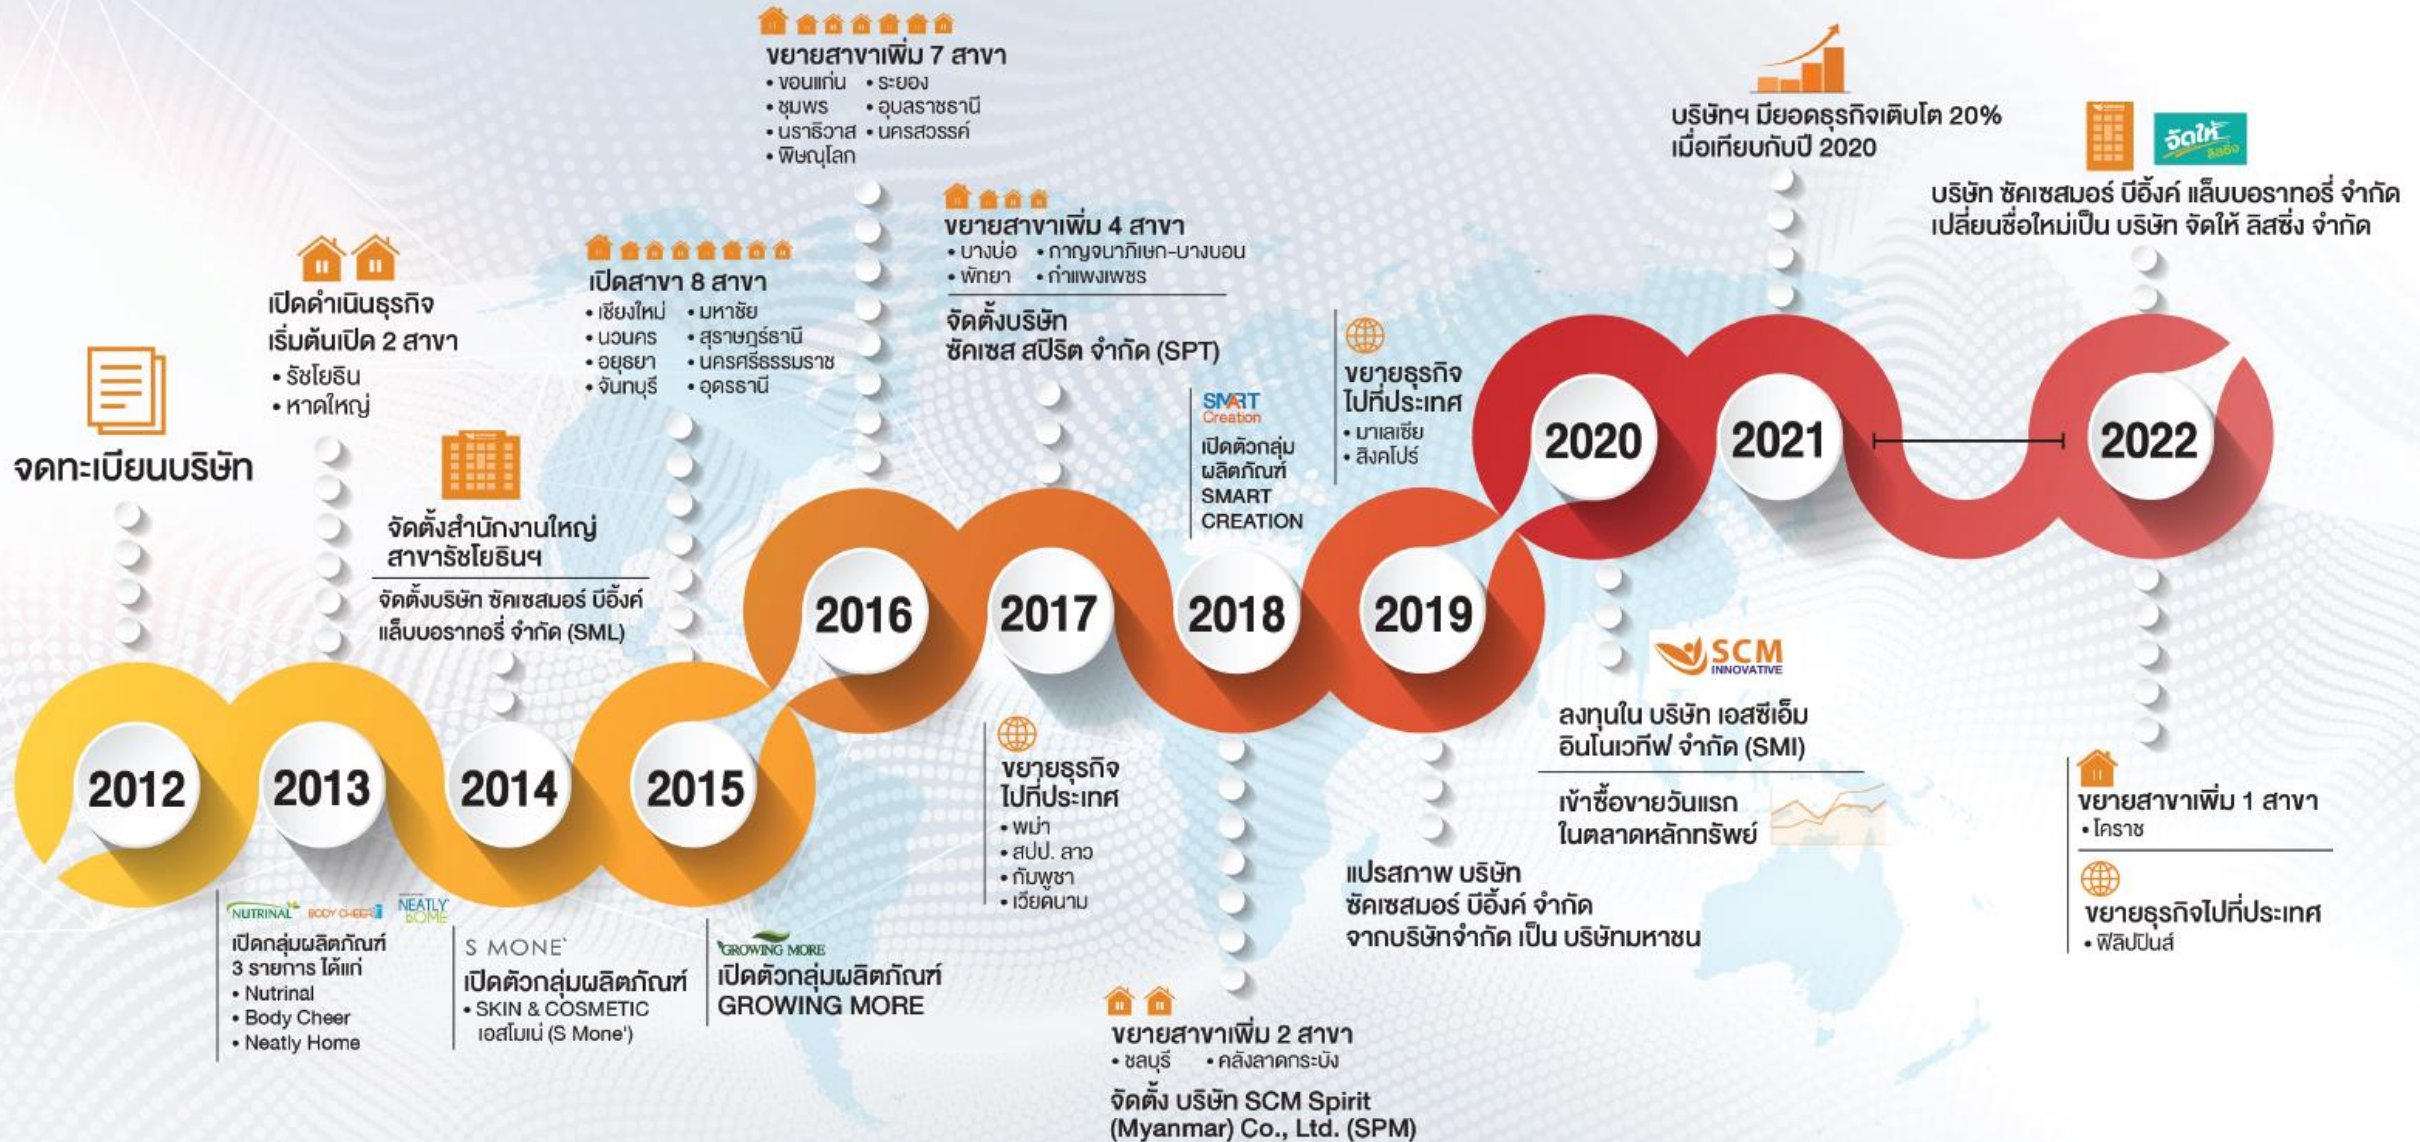 จดทะเบียนบริษัท
2012
เปิดดำเนินธุรกิจ
เริ่มต้นเปิด 2 สาขา
• รัชโยธิน
• หาดใหญ่
2013
NUTRINAL BODY CHEER NEATLY HOME
เปิดกลุ่มผลิตภัณฑ์
3 รายการ ได้แก่
• Nutrinal
• Body Cheer
• Neatly Home
จัดตั้งสำนักงานใหญ่
สาขารัชโยธินฯ
จัดตั้งบริษัท ซัคเซสมอร์ บีอิ้งค์
แล็บบอราทอรี่ จำกัด (SML)
2014
S MONE`
เปิดตัวกลุ่มผลิตภัณฑ์
• SKIN & COSMETIC
เอสโมเน่ (S Mone')
เปิดสาขา 8 สาขา
• เชียงใหม่ • มหาชัย
• นวนคร • สุราษฎร์ธานี
• อยุธยา • นครศรีธรรมราช
• จันทบุรี • อุดรธานี
2015
GROWING MORE
เปิดตัวกลุ่มผลิตภัณฑ์
GROWING MORE
ขยายสาขาเพิ่ม 7 สาขา
• ขอนแก่น • ระยอง
• ชุมพร • อุบลราชธานี
• นราธิวาส • นครสวรรค์
• พิษณุโลก
2016
ขยายสาขาเพิ่ม 4 สาขา
• บางบ่อ • กาญจนาภิเษก-บางบอน
• พัทยา • กำแพงเพชร
จัดตั้งบริษัท
ซัคเซส สปิริต จำกัด (SPT)
2017
ขยายธุรกิจ
ไปที่ประเทศ
• พม่า
• สปป. ลาว
• กัมพูชา
• เวียดนาม
SMART
Creation
เปิดตัวกลุ่ม
ผลิตภัณฑ์
SMART
CREATION
2018
ขยายสาขาเพิ่ม 2 สาขา
• ชลบุรี • คลังลาดกระบัง
จัดตั้ง บริษัท SCM Spirit
(Myanmar) Co., Ltd. (SPM)
ขยายธุรกิจ
ไปที่ประเทศ
• มาเลเซีย
• สิงคโปร์
2019
แปรสภาพ บริษัท
ซัคเซสมอร์ บีอิ้งค์ จำกัด
จากบริษัทจำกัด เป็น บริษัทมหาชน
2020
SCM
INNOVATIVE
ลงทุนใน บริษัท เอสซีเอ็ม
อินโนเวทีฟ จำกัด (SMI)
เข้าซื้อขายวันแรก
ในตลาดหลักทรัพย์
บริษัทฯ มียอดธุรกิจเติบโต 20%
เมื่อเทียบกับปี 2020
2021
จัดให้
ลิสซิ่ง
บริษัท ซัคเซสมอร์ บีอิ้งค์ แล็บบอราทอรี่ จำกัด
เปลี่ยนชื่อใหม่เป็น บริษัท จัดให้ ลิสซิ่ง จำกัด
2022
ขยายสาขาเพิ่ม 1 สาขา
• โคราช
ขยายธุรกิจไปที่ประเทศ
• ฟิลิปปินส์